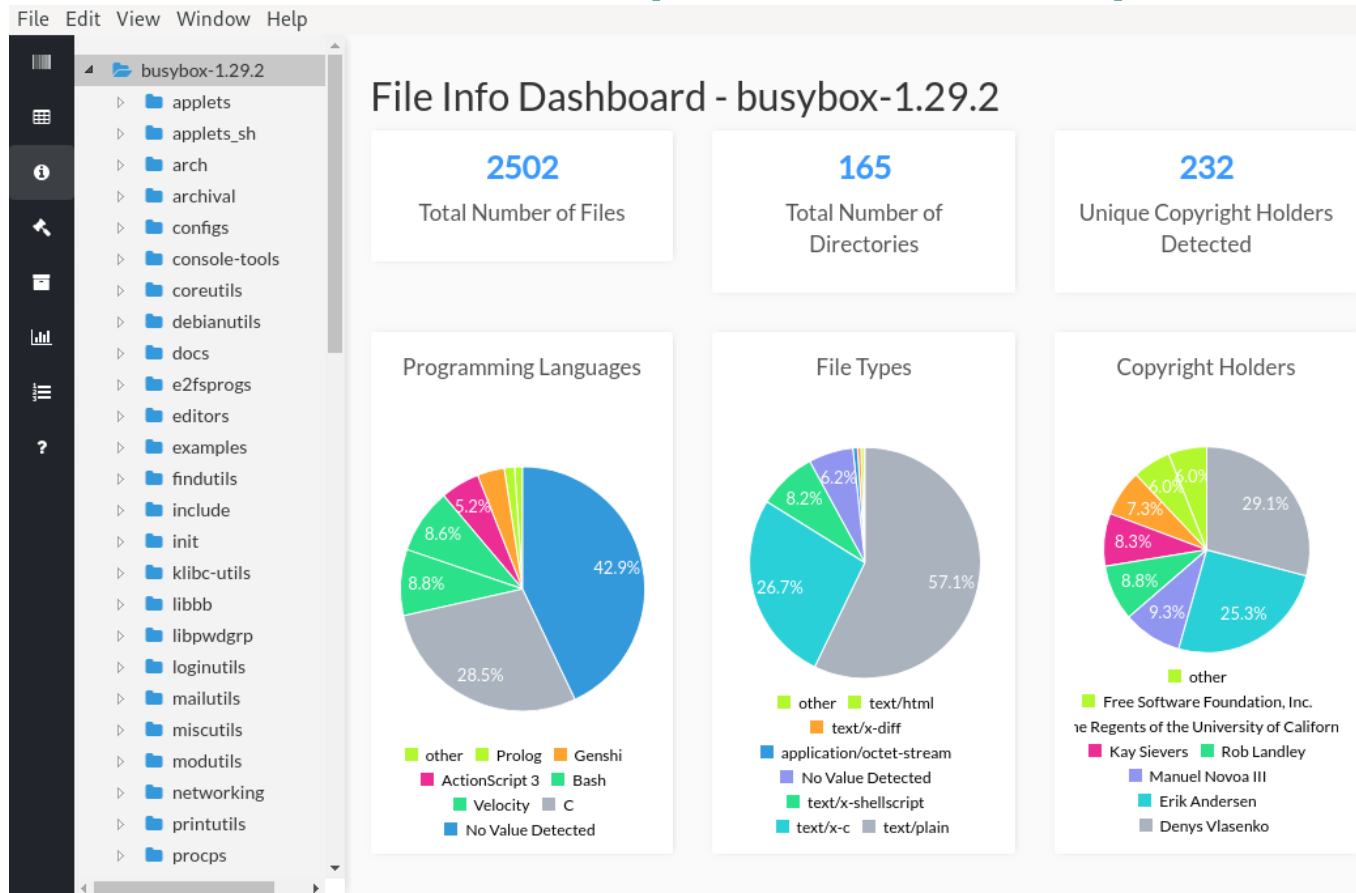 File Edit View Window Help
busybox-1.29.2
applets
applets_sh
arch
archival
configs
console-tools
coreutils
debianutils
docs
e2fsprogs
editors
examples
findutils
include
init
klibc-utils
libbb
libpwdgrp
loginutils
mailutils
miscutils
modutils
networking
printutils
procps
File Info Dashboard - busybox-1.29.2
2502
Total Number of Files
165
Total Number of
Directories
232
Unique Copyright Holders
Detected
Programming Languages
5.2%
8.6%
8.8%
42.9%
28.5%
other Prolog Genshi
ActionScript 3 Bash
Velocity C
No Value Detected
File Types
6.2%
8.2%
26.7%
57.1%
other text/html
text/x-diff
application/octet-stream
No Value Detected
text/x-shellscript
text/x-c text/plain
Copyright Holders
6.0%
6.0%
7.3%
29.1%
8.3%
8.8%
9.3%
25.3%
other
Free Software Foundation, Inc.
ne Regents of the University of Californ
Kay Sievers Rob Landley
Manuel Novoa III
Erik Andersen
Denys Vlasenko
?